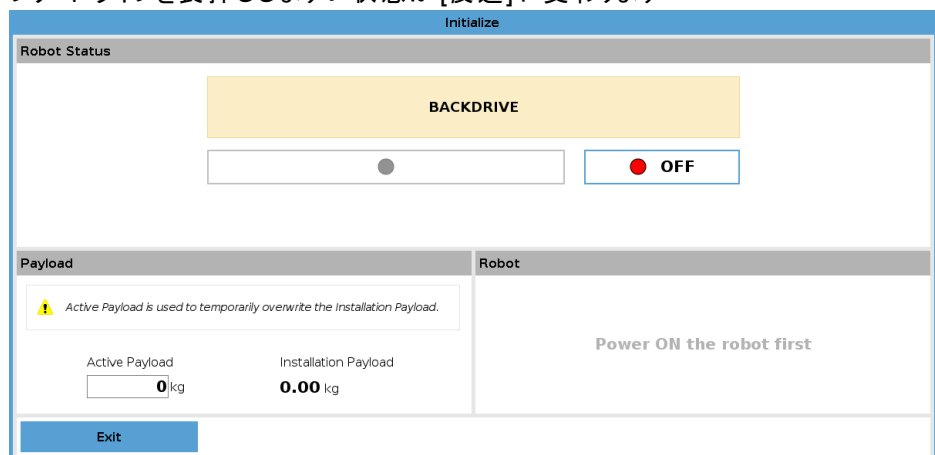 Initialize
Robot Status
BACKDRIVE
OFF
Payload
Robot
Active Payload is used to temporarily overwrite the Installation Payload.
Power ON the robot first
Active Payload
Installation Payload
0 kg
0.00 kg
Exit